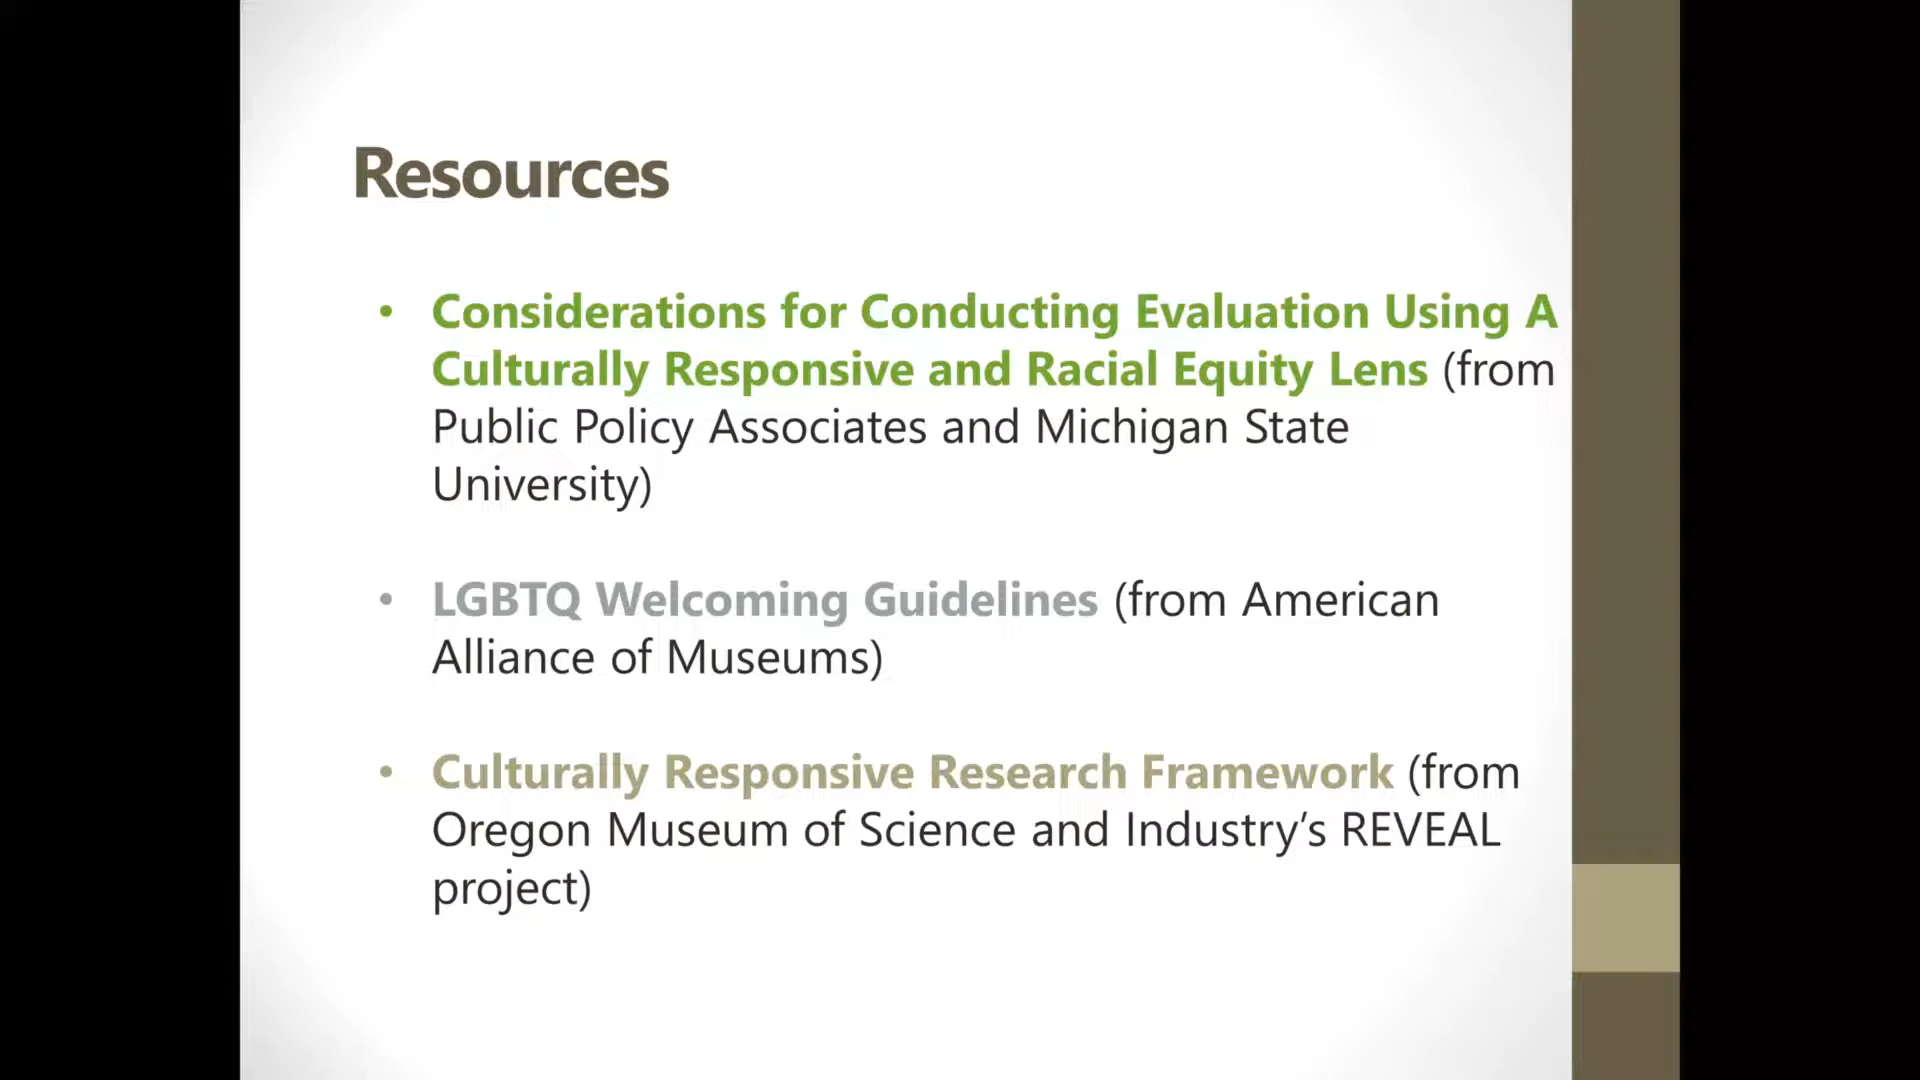 Resources
• Considerations for Conducting Evaluation Using A
Culturally Responsive and Racial Equity Lens (from
Public Policy Associates and Michigan State
University)
• LGBTQ Welcoming Guidelines (from American
Alliance of Museums)
• Culturally Responsive Research Framework (from
Oregon Museum of Science and Industry’s REVEAL
project)